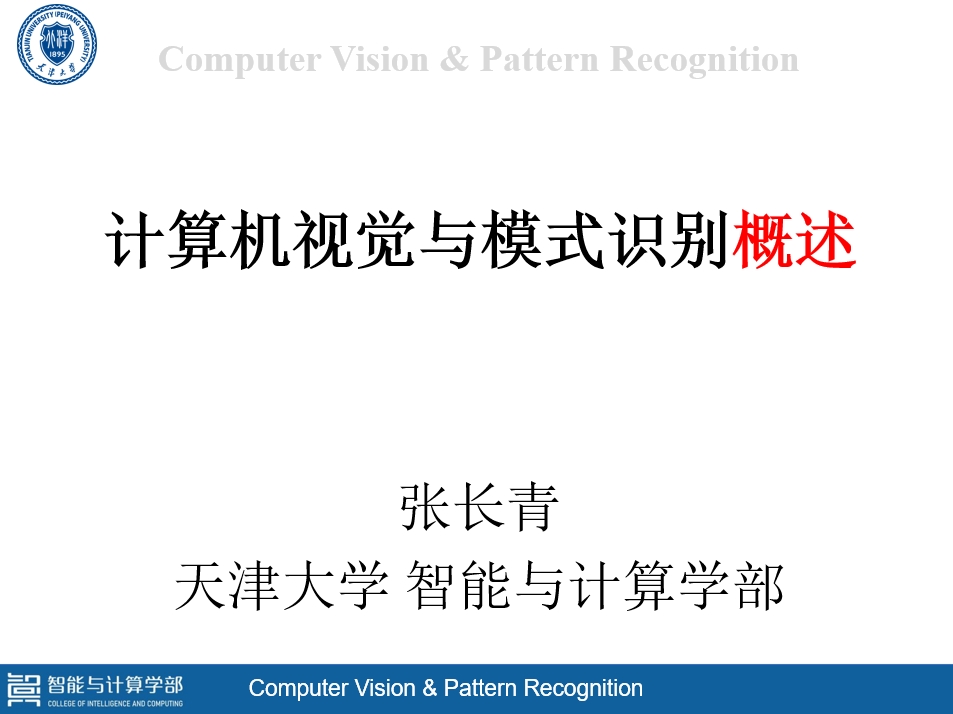 TIANJIN UNIVERSITY (PEIYANG UNIVERSITY)
北洋
1895
天津大学
Computer Vision & Pattern Recognition
计算机视觉与模式识别概述
张长青
天津大学 智能与计算学部
智能与计算学部
COLLEGE OF INTELLIGENCE AND COMPUTING
Computer Vision & Pattern Recognition